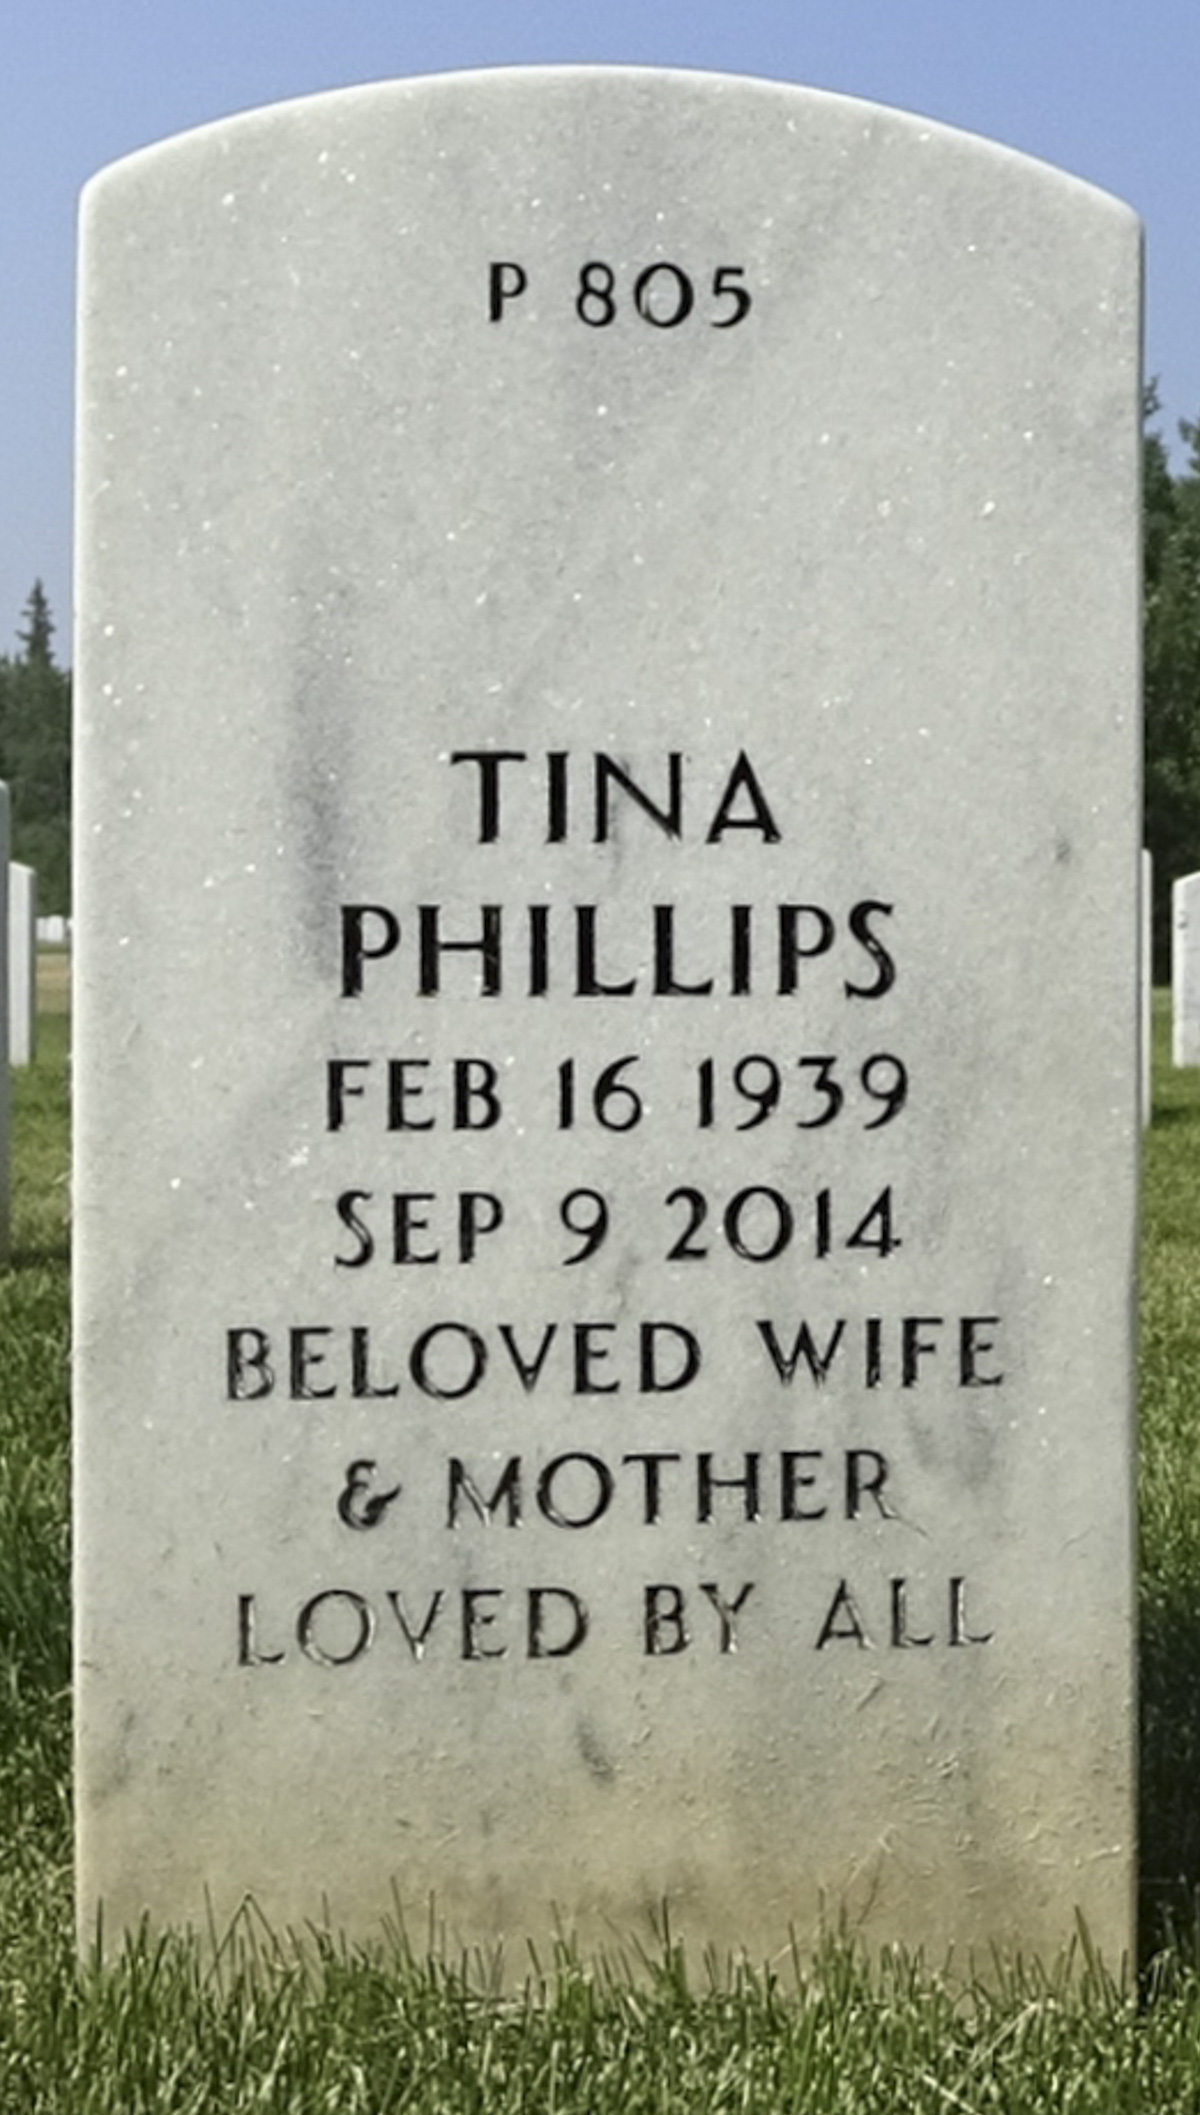 P 805
TINA
PHILLIPS
FEB 16 1939
SEP 9 2014
BELOVED WIFE
& MOTHER
LOVED BY ALL